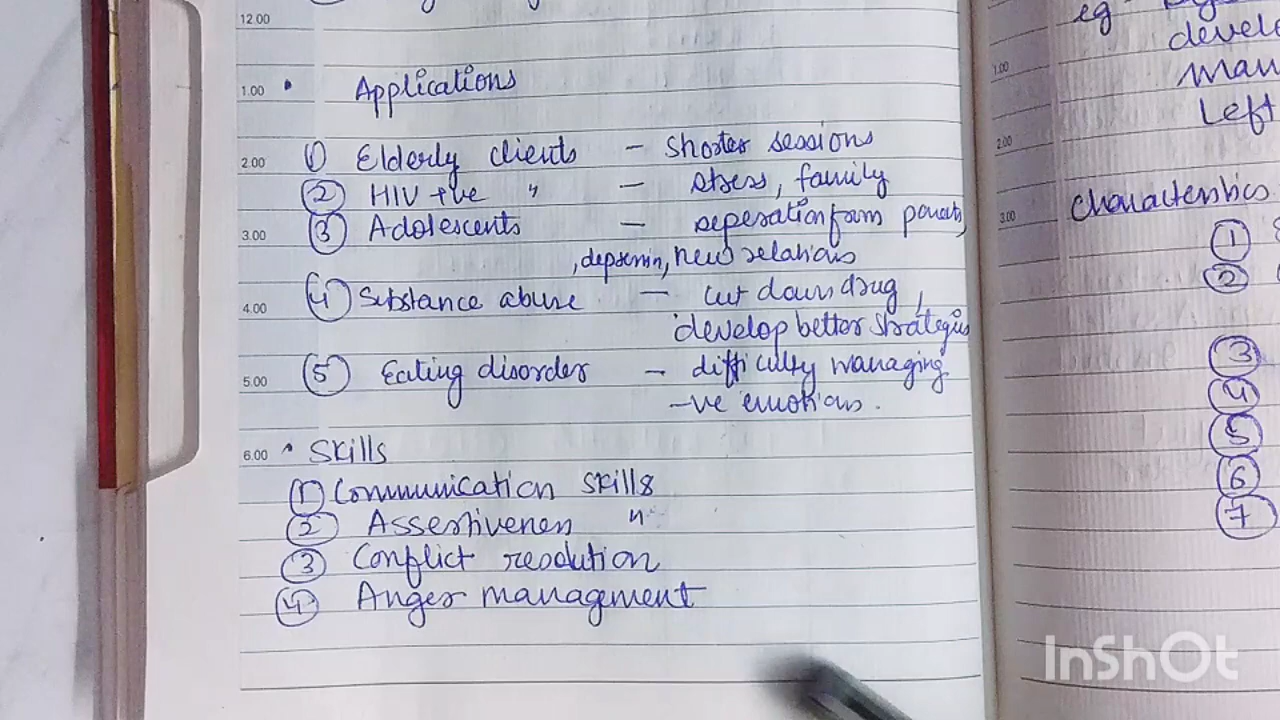 12.00
1.00 • Applications
2.00 ① Elderly clients - Shorter sessions
② HIV +ve " - stress, family
3.00 ③ Adolescents - seperation from parents
, depression, new relations
4.00 ④ Substance abuse - cut down drug,
develop better strategies
5.00 ⑤ Eating disorder - difficulty managing
-ve emotions.
6.00 • Skills
① Communication skills
② Assertiveness "
③ Conflict resolution
④ Anger management
eg
develo
1.00 man
Left
2.00
3.00 Characteristics
①
②
③
④
⑤
⑥
⑦
InShOt